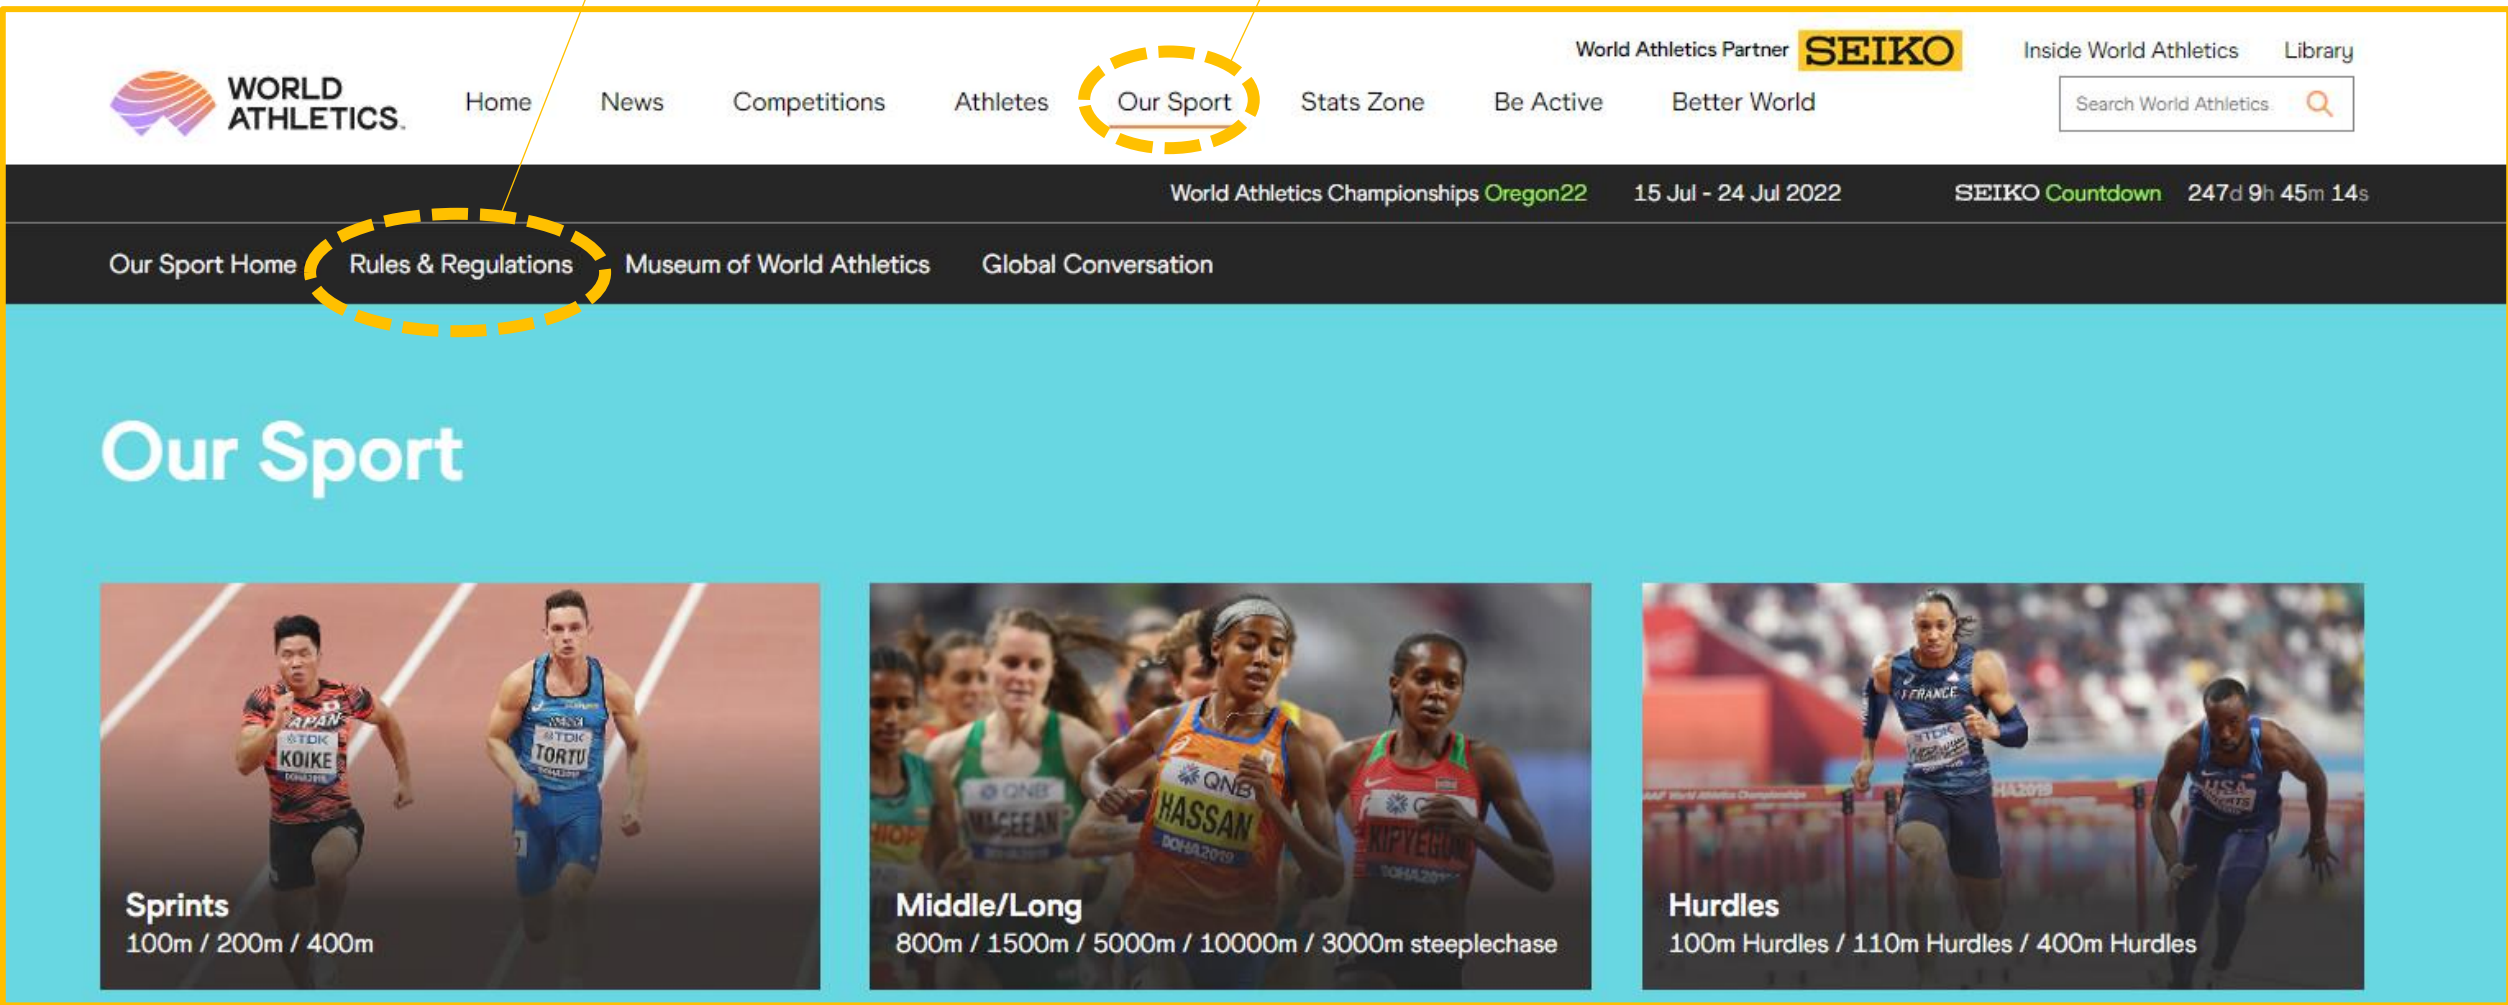 World Athletics Partner SEIKO Inside World Athletics Library
WORLD
ATHLETICS.
Home News Competitions Athletes Our Sport Stats Zone Be Active Better World Search World Athletics
World Athletics Championships Oregon22 15 Jul - 24 Jul 2022 SEIKO Countdown 247d 9h 45m 14s
Our Sport Home Rules & Regulations Museum of World Athletics Global Conversation
Our Sport
JAPAN
TDK
KOIKE
DOHA2019
TDK
TORTU
Sprints
100m / 200m / 400m
QNB
MAGEEAN
QNB
HASSAN
DOHA2019
KIPYEGON
Middle/Long
800m / 1500m / 5000m / 10000m / 3000m steeplechase
FRANCE
TDK
USA
Hurdles
100m Hurdles / 110m Hurdles / 400m Hurdles